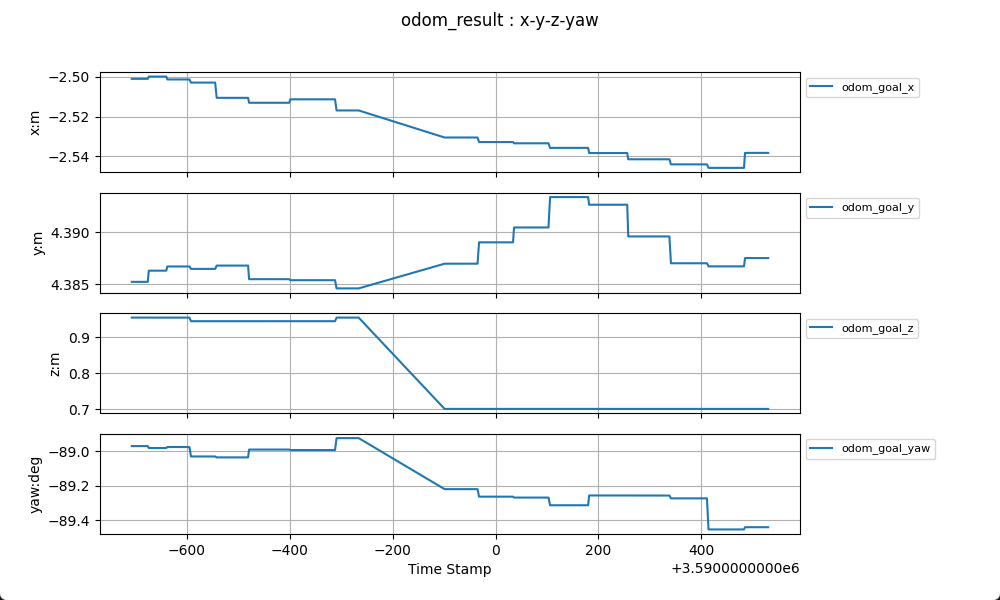 odom_result : x-y-z-yaw
−2.50
−2.52
−2.54
x:m
odom_goal_x
4.390
4.385
y:m
odom_goal_y
0.9
0.8
0.7
z:m
odom_goal_z
−89.0
−89.2
−89.4
yaw:deg
odom_goal_yaw
−600 −400 −200 0 200 400
Time Stamp
+3.5900000000e6